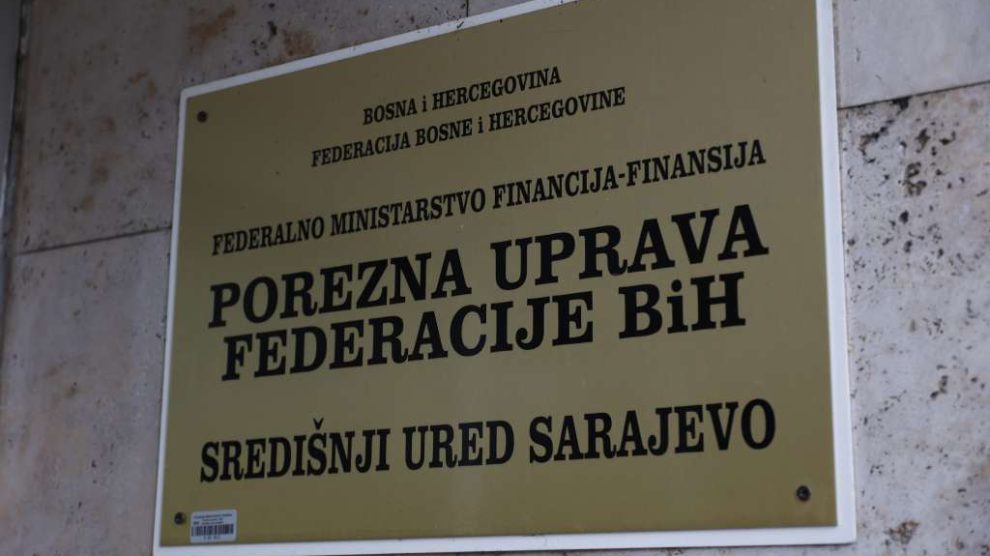 BOSNA i HERCEGOVINA
FEDERACIJA BOSNE i HERCEGOVINE
FEDERALNO MINISTARSTVO FINANCIJA-FINANSIJA
POREZNA UPRAVA
FEDERACIJE BiH
SREDIŠNJI URED SARAJEVO